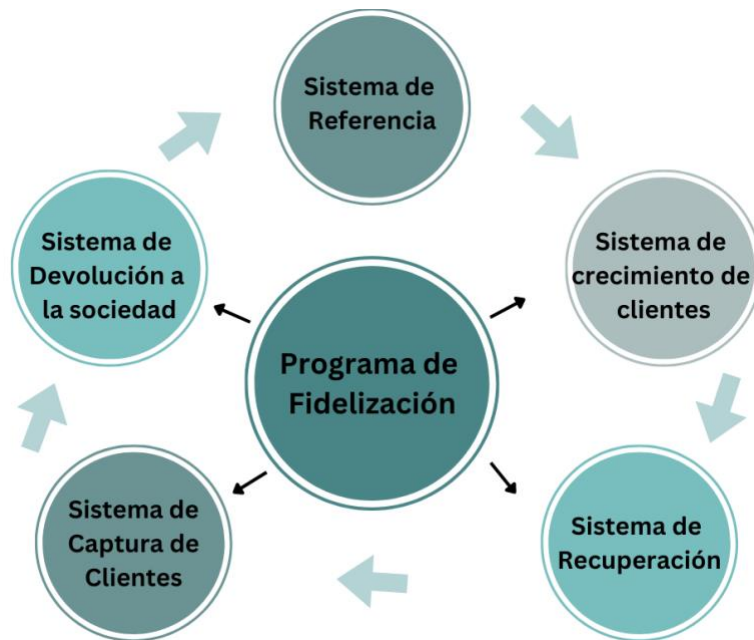 Sistema de
Referencia
Sistema de
Devolución a
la sociedad
Sistema de
crecimiento de
clientes
Programa de
Fidelización
Sistema de
Captura de
Clientes
Sistema de
Recuperación